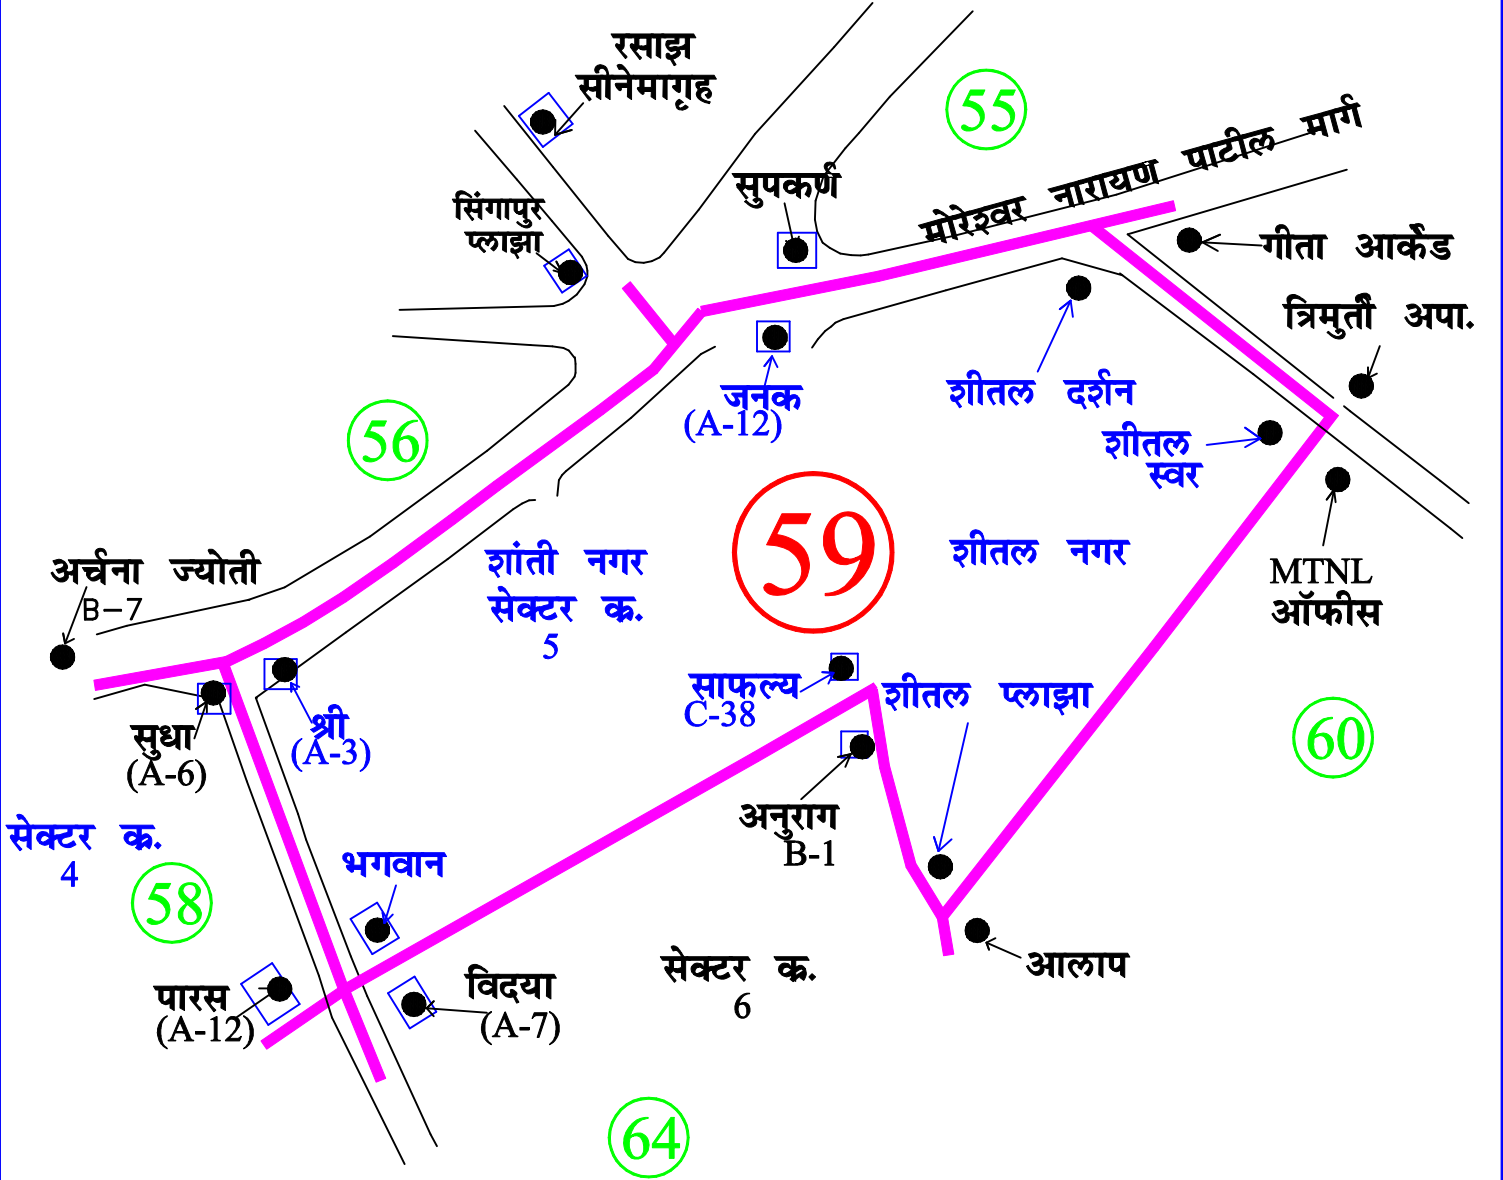 रसाझ
सीनेमागृह
55
मोरेश्वर नारायण पाटील मार्ग
सुपकर्ण
सिंगापुर
प्लाझा
गीता आर्केड
त्रिमुर्ती अपा.
जनक
(A-12)
शीतल दर्शन
शीतल
स्वर
56
59
शांती नगर
सेक्टर क्र.
5
शीतल नगर
MTNL
ऑफीस
अर्चना ज्योती
B-7
साफल्य
C-38
शीतल प्लाझा
सुधा
(A-6)
श्री
(A-3)
60
अनुराग
B-1
सेक्टर क्र.
4
58
भगवान
पारस
(A-12)
विदया
(A-7)
सेक्टर क्र.
6
आलाप
64